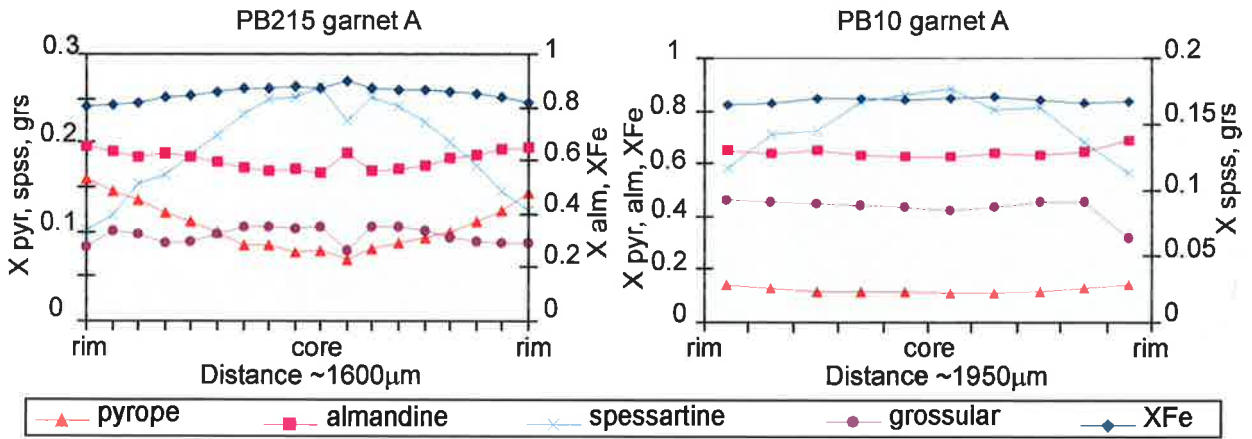 PB215 garnet A
X pyr, spss, grs
0.3
0.2
0.1
0
1
0.8
0.6
0.4
0.2
0
X alm, XFe
rim core rim
Distance ~1600µm
PB10 garnet A
X pyr, alm, XFe
1
0.8
0.6
0.4
0.2
0
0.2
0.15
0.1
0.05
0
X spss, grs
rim core rim
Distance ~1950µm
pyrope almandine spessartine grossular XFe